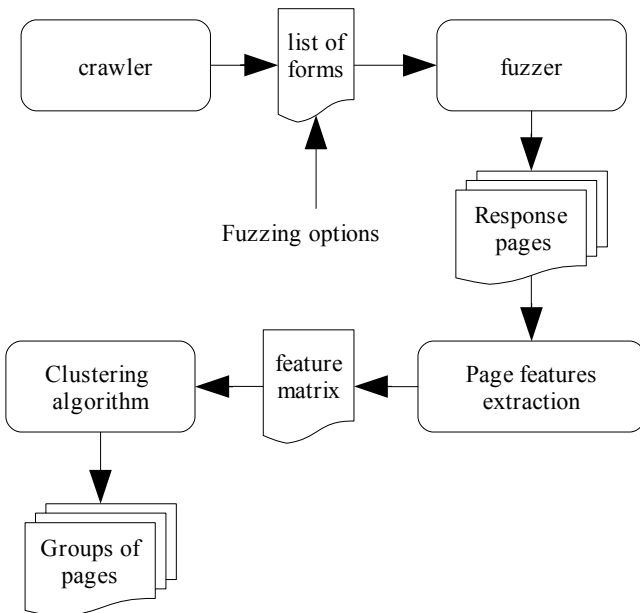 crawler
list of
forms
fuzzer
Fuzzing options
Response
pages
Page features
extraction
feature
matrix
Clustering
algorithm
Groups of
pages